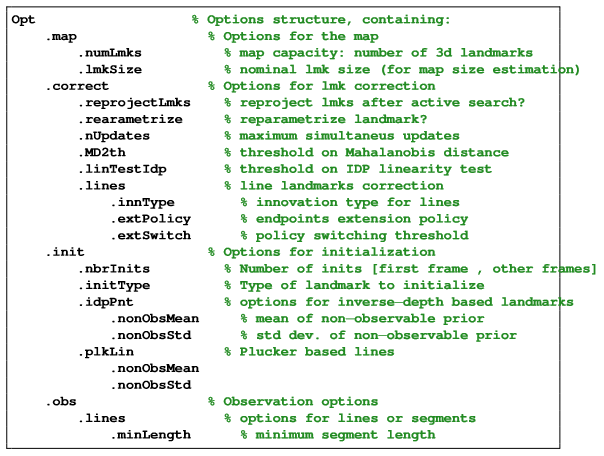 Opt % Options structure, containing:
.map % Options for the map
.numLmks % map capacity: number of 3d landmarks
.lmkSize % nominal lmk size (for map size estimation)
.correct % Options for lmk correction
.reprojectLmks % reproject lmks after active search?
.rearametrize % reparametrize landmark?
.nUpdates % maximum simultaneus updates
.MD2th % threshold on Mahalanobis distance
.linTestIdp % threshold on IDP linearity test
.lines % line landmarks correction
.innType % innovation type for lines
.extPolicy % endpoints extension policy
.extSwitch % policy switching threshold
.init % Options for initialization
.nbrInits % Number of inits [first frame , other frames]
.initType % Type of landmark to initialize
.idpPnt % options for inverse—depth based landmarks
.nonObsMean % mean of non—observable prior
.nonObsStd % std dev. of non—observable prior
.plkLin % Plucker based lines
.nonObsMean
.nonObsStd
.obs % Observation options
.lines % options for lines or segments
.minLength % minimum segment length